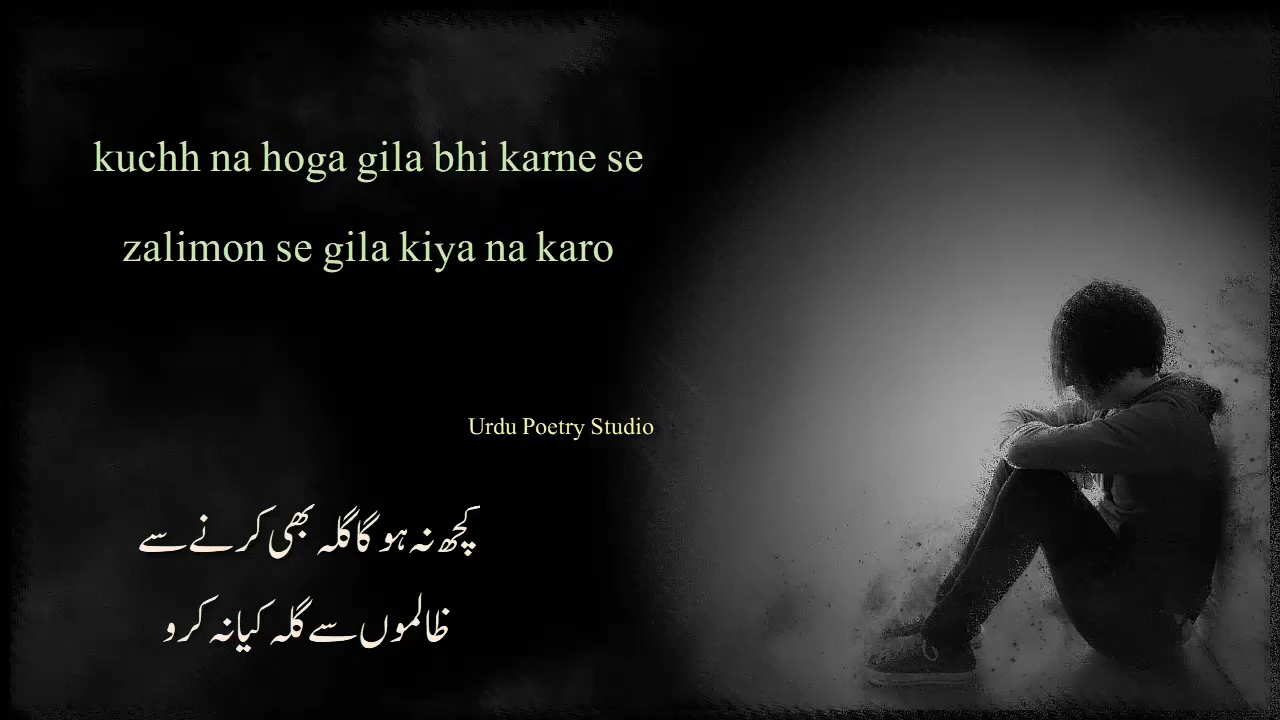 kuchh na hoga gila bhi karne se
zalimon se gila kiya na karo
Urdu Poetry Studio
کچھ نہ ہو گا گلہ بھی کرنے سے
ظالموں سے گلہ کیا نہ کرو